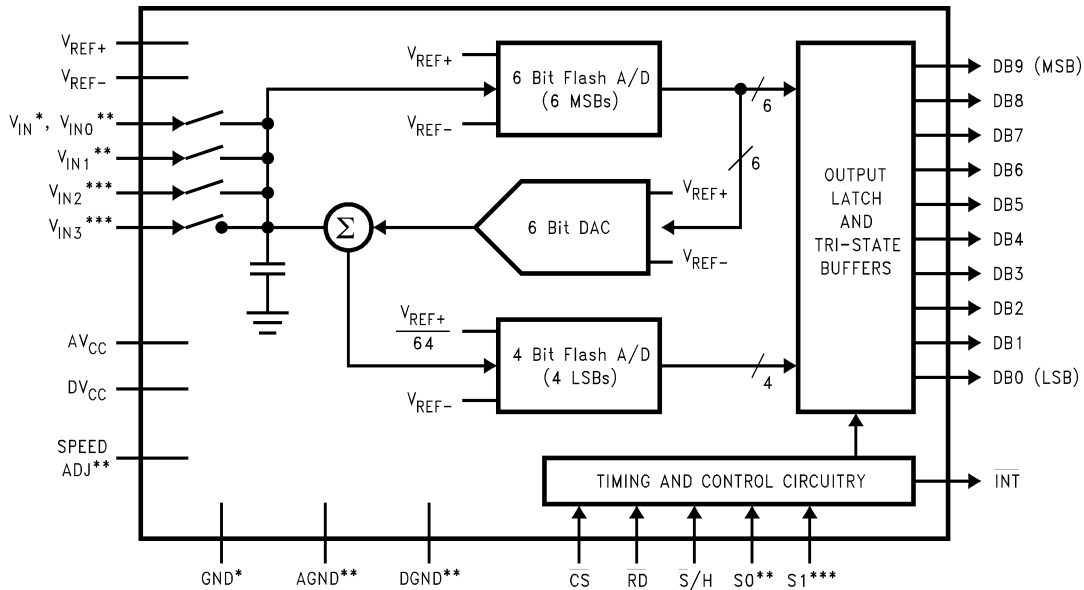 VREF+
VREF-
VIN*, VIN0**
VIN1**
VIN2***
VIN3***
AVCC
DVCC
SPEED
ADJ**
VREF+
VREF-
6 Bit Flash A/D
(6 MSBs)
6
6
Σ
6 Bit DAC
VREF+
VREF-
VREF+
64
VREF-
4 Bit Flash A/D
(4 LSBs)
4
OUTPUT
LATCH
AND
TRI-STATE
BUFFERS
DB9 (MSB)
DB8
DB7
DB6
DB5
DB4
DB3
DB2
DB1
DB0 (LSB)
TIMING AND CONTROL CIRCUITRY
I̅N̅T̅
GND*
AGND**
DGND**
C̅S̅
R̅D̅
S̅/H
S0**
S1***